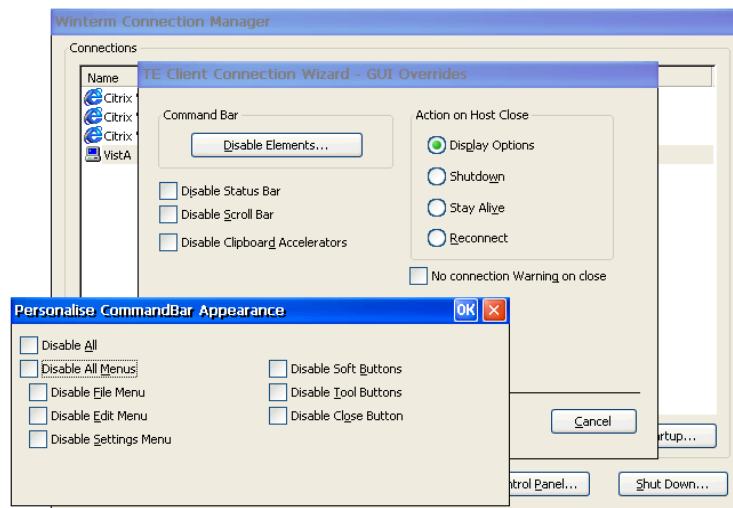 Winterm Connection Manager
Connections
Name
Citrix
Citrix
Citrix
VistA
TE Client Connection Wizard - GUI Overrides
Command Bar
Disable Elements...
Disable Status Bar
Disable Scroll Bar
Disable Clipboard Accelerators
Action on Host Close
Display Options
Shutdown
Stay Alive
Reconnect
No connection Warning on close
Cancel
Personalise CommandBar Appearance OK
Disable All
Disable All Menus
Disable File Menu
Disable Edit Menu
Disable Settings Menu
Disable Soft Buttons
Disable Tool Buttons
Disable Close Button
rtup...
trol Panel...
Shut Down...